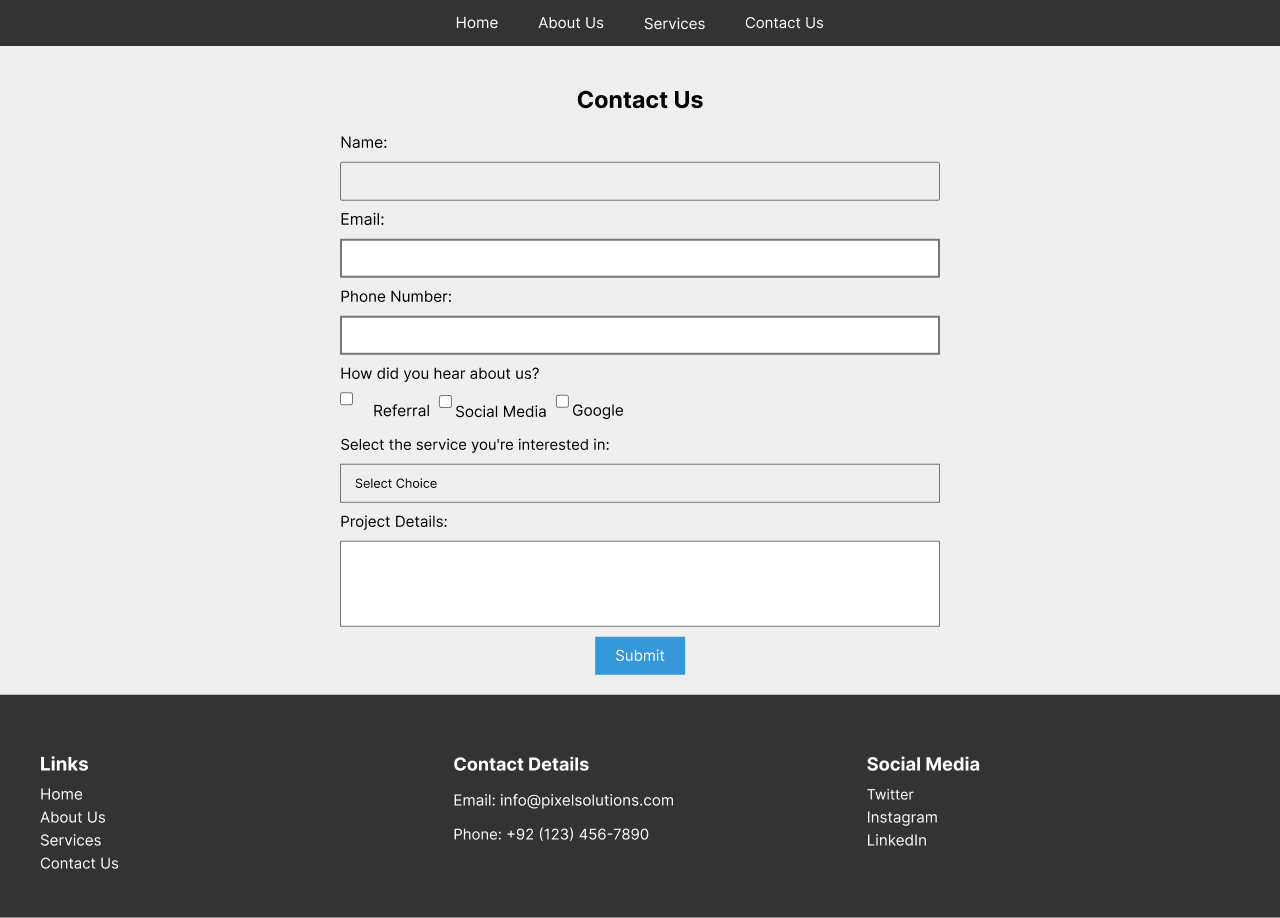 Home About Us Services Contact Us
Contact Us
Name:
Email:
Phone Number:
How did you hear about us?
Referral Social Media Google
Select the service you're interested in:
Select Choice
Project Details:
Submit
Links
Home
About Us
Services
Contact Us
Contact Details
Email: info@pixelsolutions.com
Phone: +92 (123) 456-7890
Social Media
Twitter
Instagram
LinkedIn